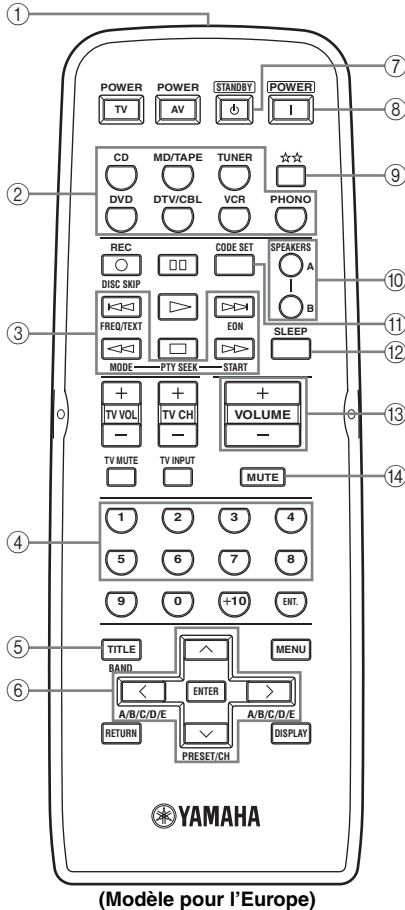 ①
POWER POWER STANDBY POWER ⑦
TV AV ⏻ I ⑧
CD MD/TAPE TUNER ☆☆ ⑨
②
DVD DTV/CBL VCR PHONO
REC CODE SET SPEAKERS
A ⑩
DISC SKIP B ⑪
③
FREQ/TEXT EON SLEEP ⑫
MODE PTY SEEK START
+ + +
TV VOL TV CH VOLUME ⑬
– – –
TV MUTE TV INPUT MUTE ⑭
1 2 3 4
④
5 6 7 8
9 0 +10 ENT.
⑤ TITLE MENU
BAND
⑥ ENTER
A/B/C/D/E A/B/C/D/E
RETURN DISPLAY
PRESET/CH
YAMAHA
(Modèle pour l'Europe)